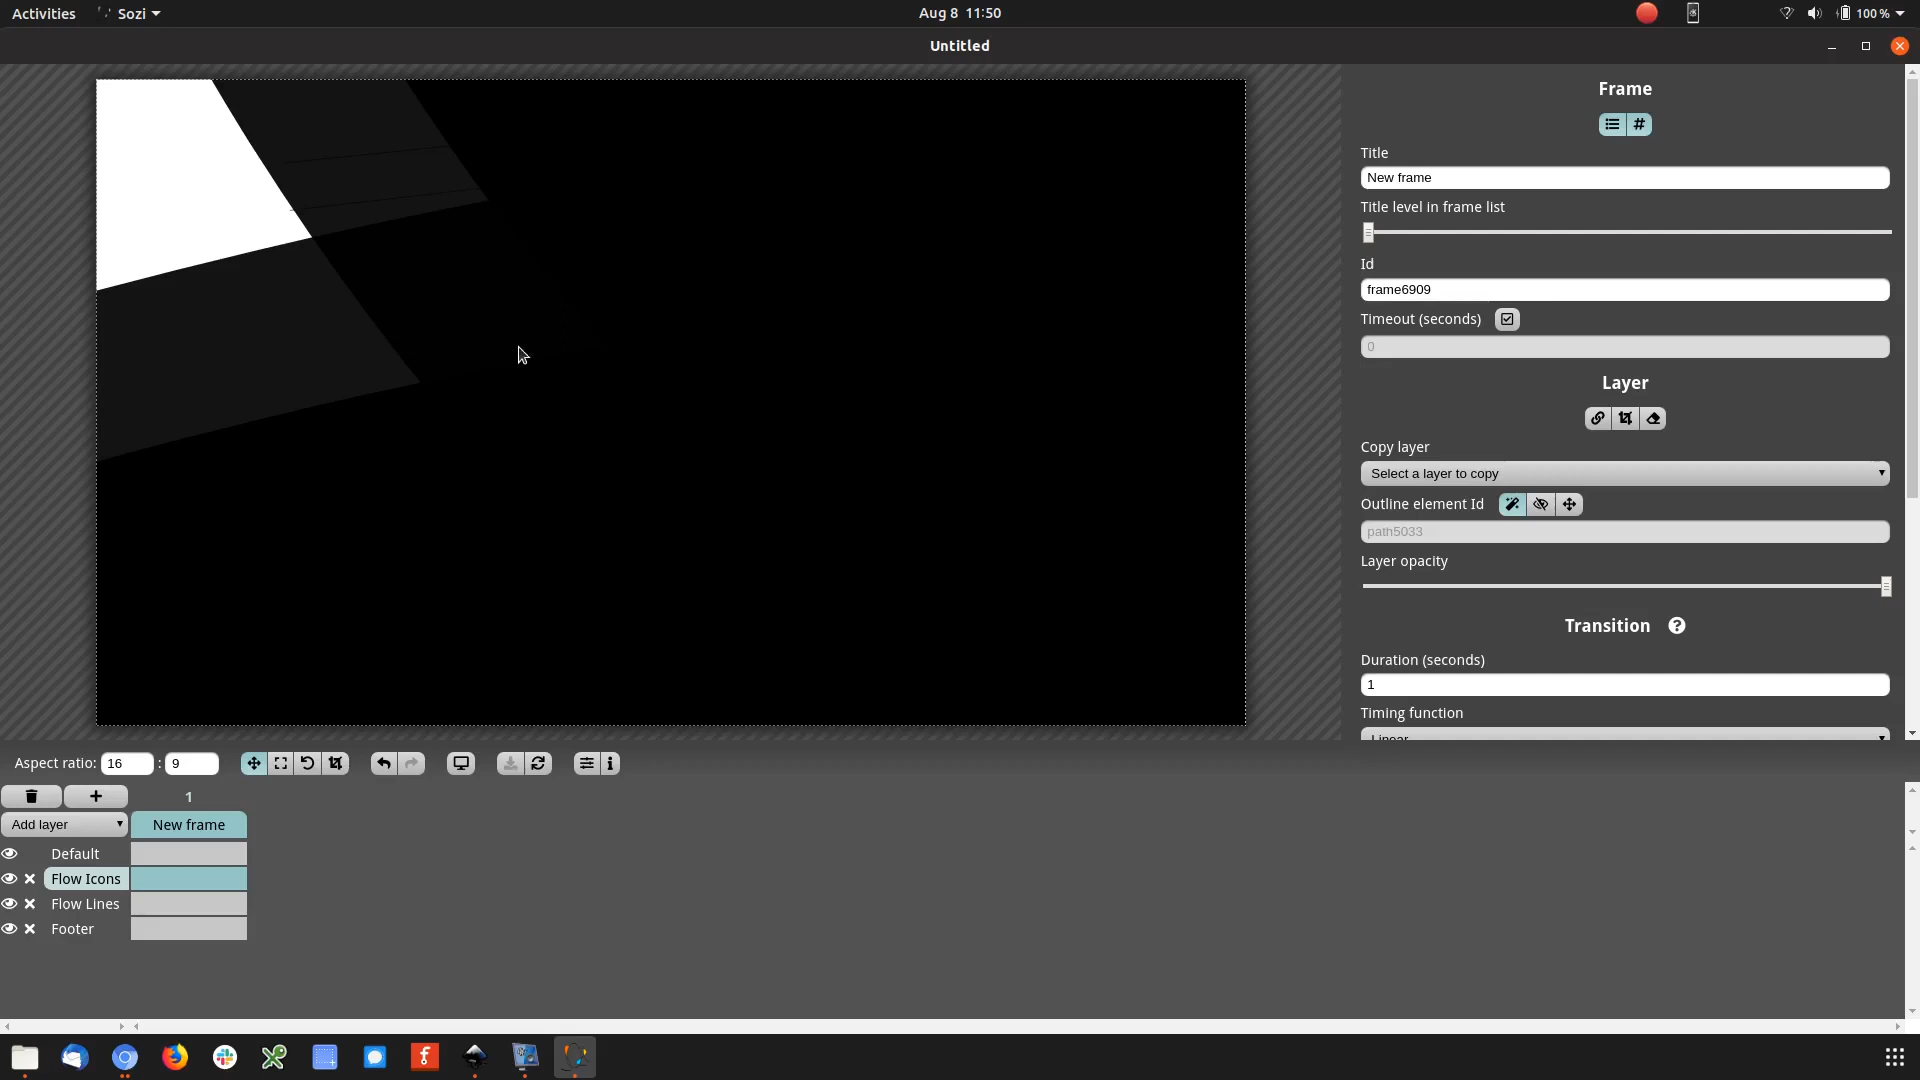 Activities
Sozi
Aug 8 11:50
100 %
Untitled
Frame
Title
New frame
Title level in frame list
Id
frame6909
Timeout (seconds)
0
Layer
Copy layer
Select a layer to copy
Outline element Id
path5033
Layer opacity
Transition
Duration (seconds)
1
Timing function
Linear
Aspect ratio: 16 : 9
1
Add layer
New frame
Default
Flow Icons
Flow Lines
Footer